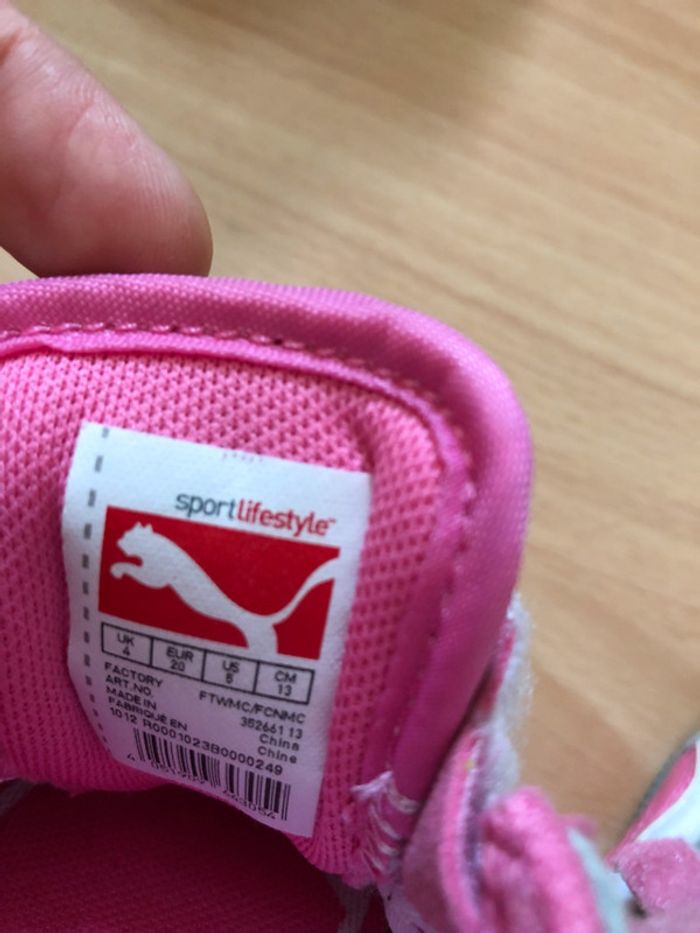 sportlifestyle™
UK EUR US CM
4 20 5 13
FACTORY FTWMC/FCNMC
ART.NO. 352661 13
MADE IN China
FABRIQUÉ EN Chine
1012 R0001023B0000249